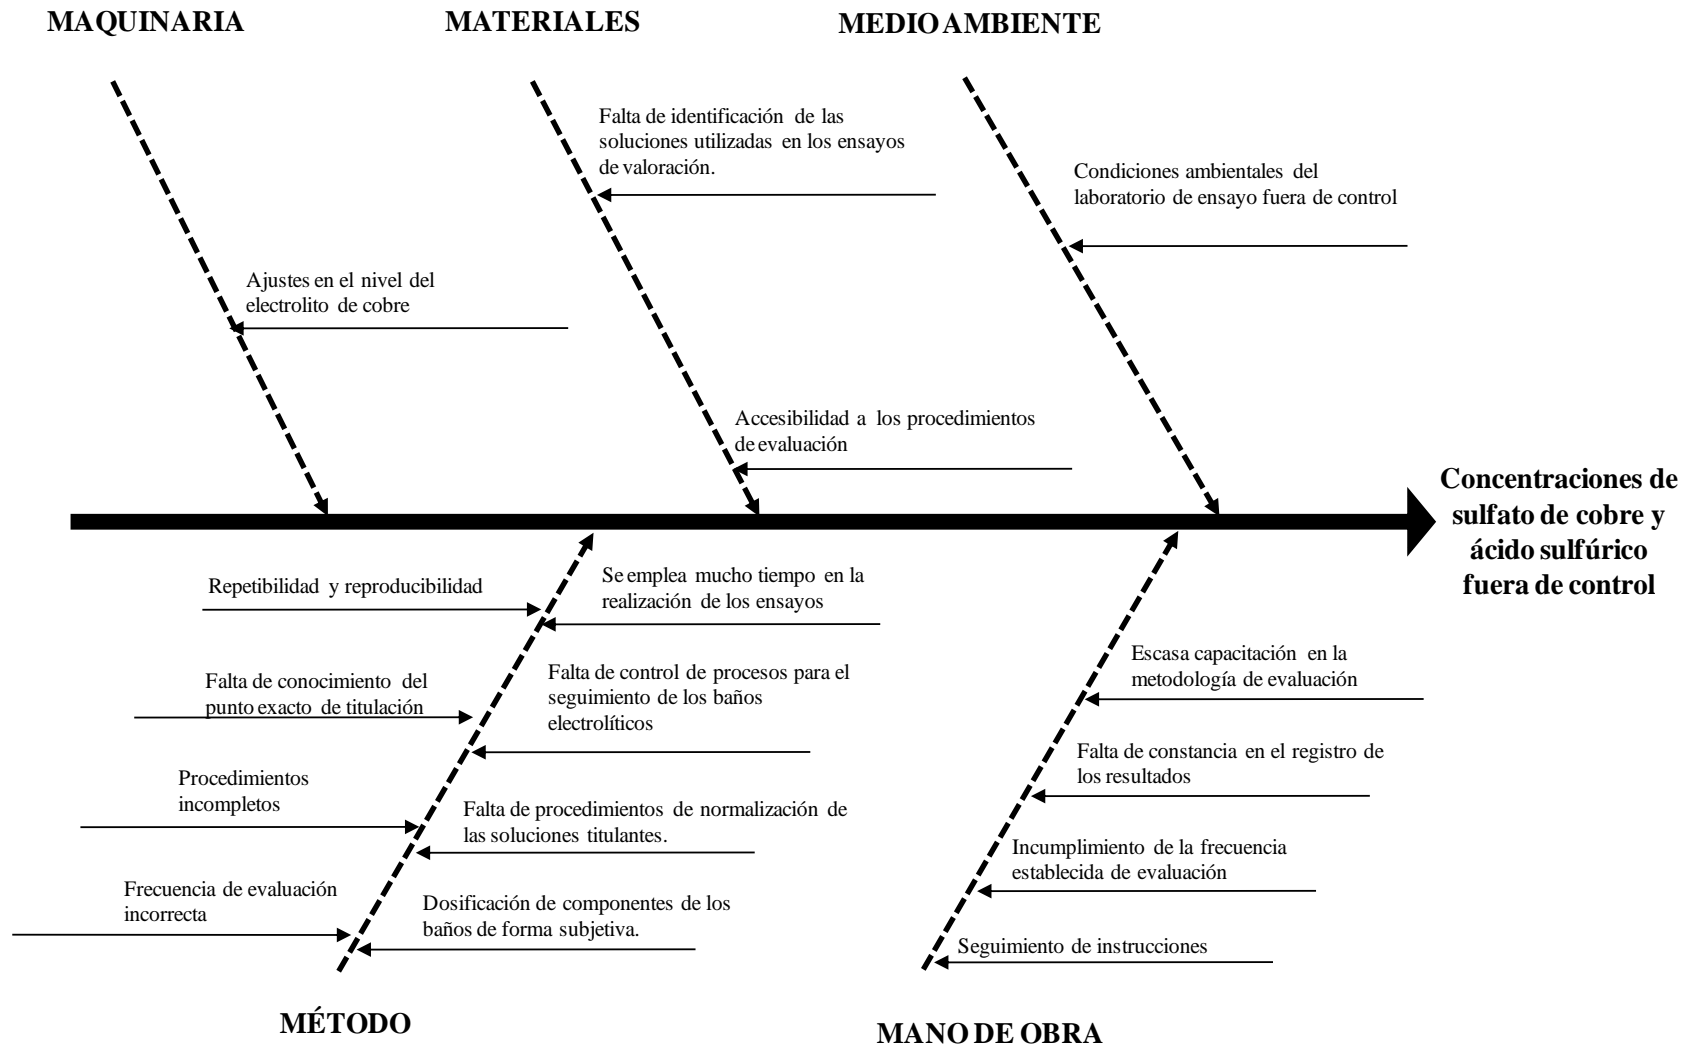 MAQUINARIA
MATERIALES
MEDIO AMBIENTE
Falta de identificación de las
soluciones utilizadas en los ensayos
de valoración.
Condiciones ambientales del
laboratorio de ensayo fuera de control
Ajustes en el nivel del
electrolito de cobre
Accesibilidad a los procedimientos
de evaluación
Concentraciones de
sulfato de cobre y
ácido sulfúrico
fuera de control
Repetibilidad y reproducibilidad
Se emplea mucho tiempo en la
realización de los ensayos
Falta de conocimiento del
punto exacto de titulación
Falta de control de procesos para el
seguimiento de los baños
electrolíticos
Escasa capacitación en la
metodología de evaluación
Procedimientos
incompletos
Falta de procedimientos de normalización de
las soluciones titulantes.
Falta de constancia en el registro de
los resultados
Frecuencia de evaluación
incorrecta
Dosificación de componentes de los
baños de forma subjetiva.
Incumplimiento de la frecuencia
establecida de evaluación
Seguimiento de instrucciones
MÉTODO
MANO DE OBRA